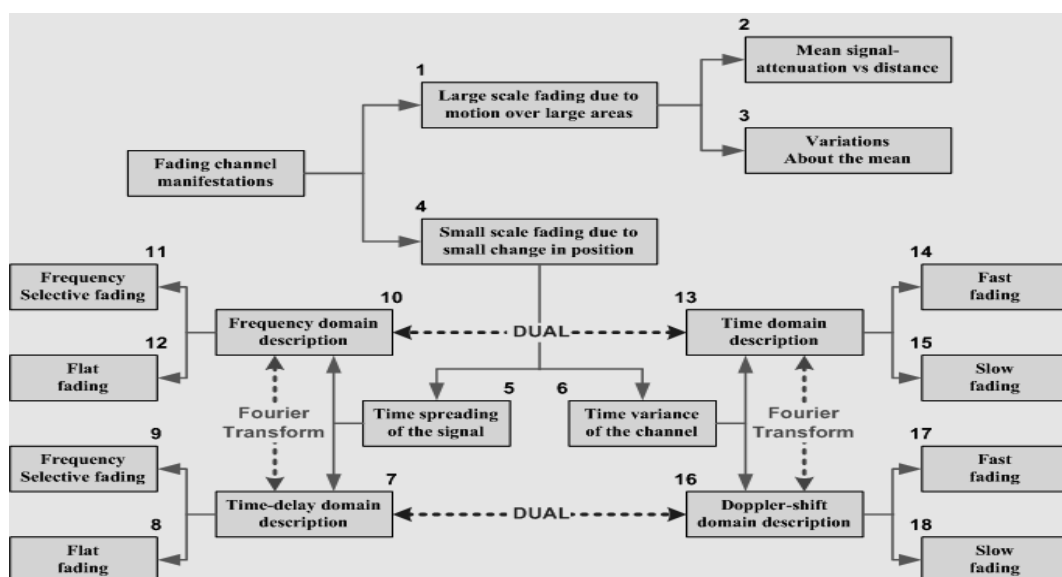 2
Mean signal-
attenuation vs distance
1
Large scale fading due to
motion over large areas
3
Variations
About the mean
Fading channel
manifestations
4
Small scale fading due to
small change in position
11
Frequency
Selective fading
14
Fast
fading
10
Frequency domain
description
DUAL
13
Time domain
description
12
Flat
fading
15
Slow
fading
5
Time spreading
of the signal
6
Time variance
of the channel
Fourier
Transform
Fourier
Transform
9
Frequency
Selective fading
17
Fast
fading
7
Time-delay domain
description
DUAL
16
Doppler-shift
domain description
8
Flat
fading
18
Slow
fading